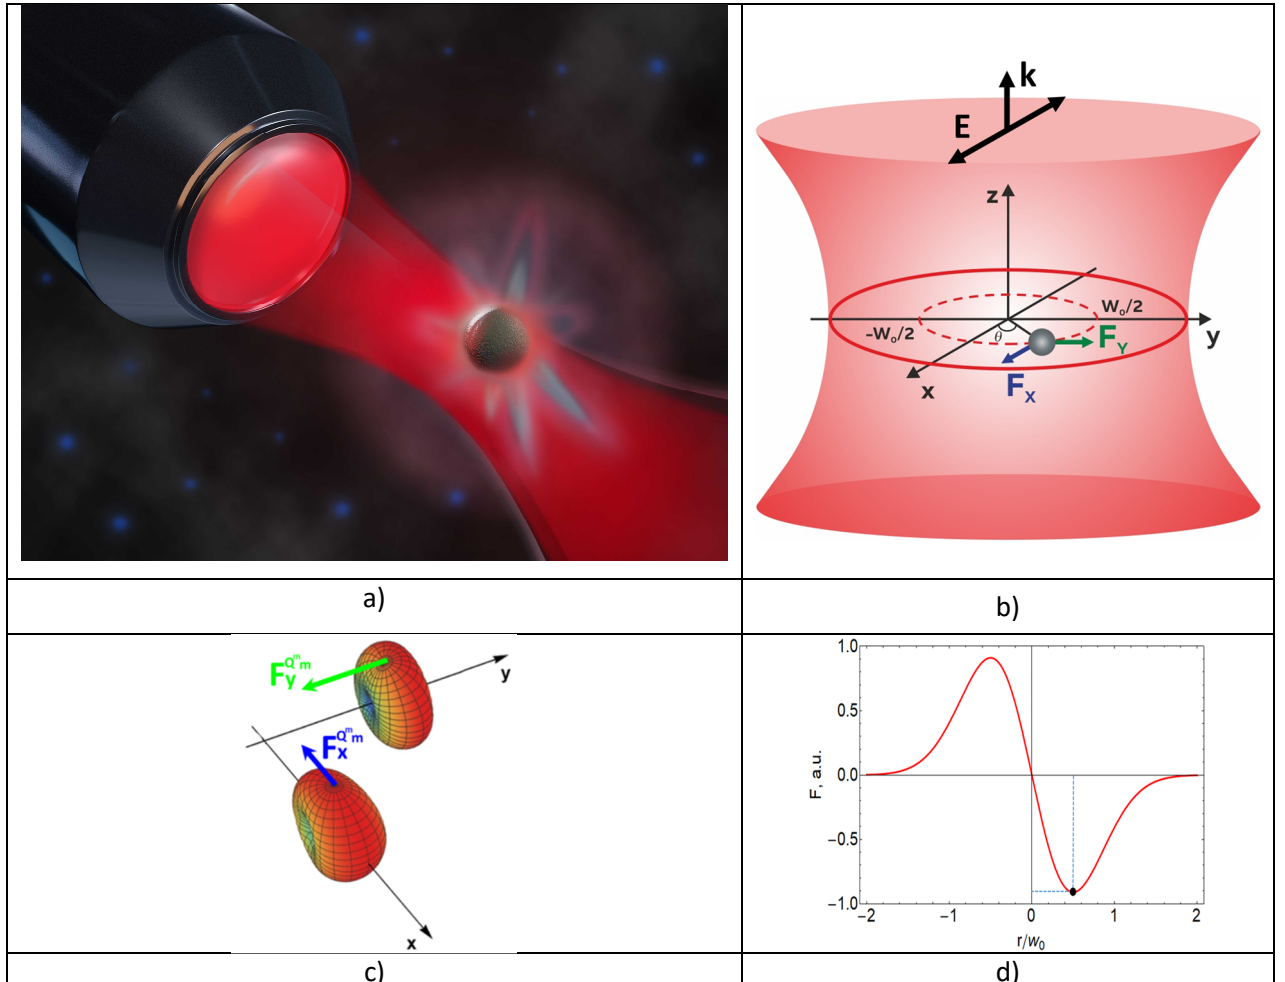 a)
k
E
z
W₀/2
-W₀/2
θ
F_Y
y
x
F_X
b)
F_y^{Q^m_m}
y
F_x^{Q^m_m}
x
c)
1.0
0.5
0.0
−0.5
−1.0
F, a.u.
−2 −1 0 1 2
r/w₀
d)